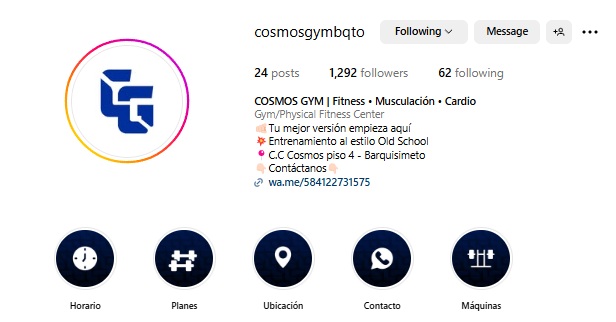 cosmosgymbqto Following Message
24 posts 1,292 followers 62 following
COSMOS GYM | Fitness • Musculación • Cardio
Gym/Physical Fitness Center
Tu mejor versión empieza aquí
Entrenamiento al estilo Old School
C.C Cosmos piso 4 - Barquisimeto
Contáctanos
wa.me/584122731575
Horario Planes Ubicación Contacto Máquinas